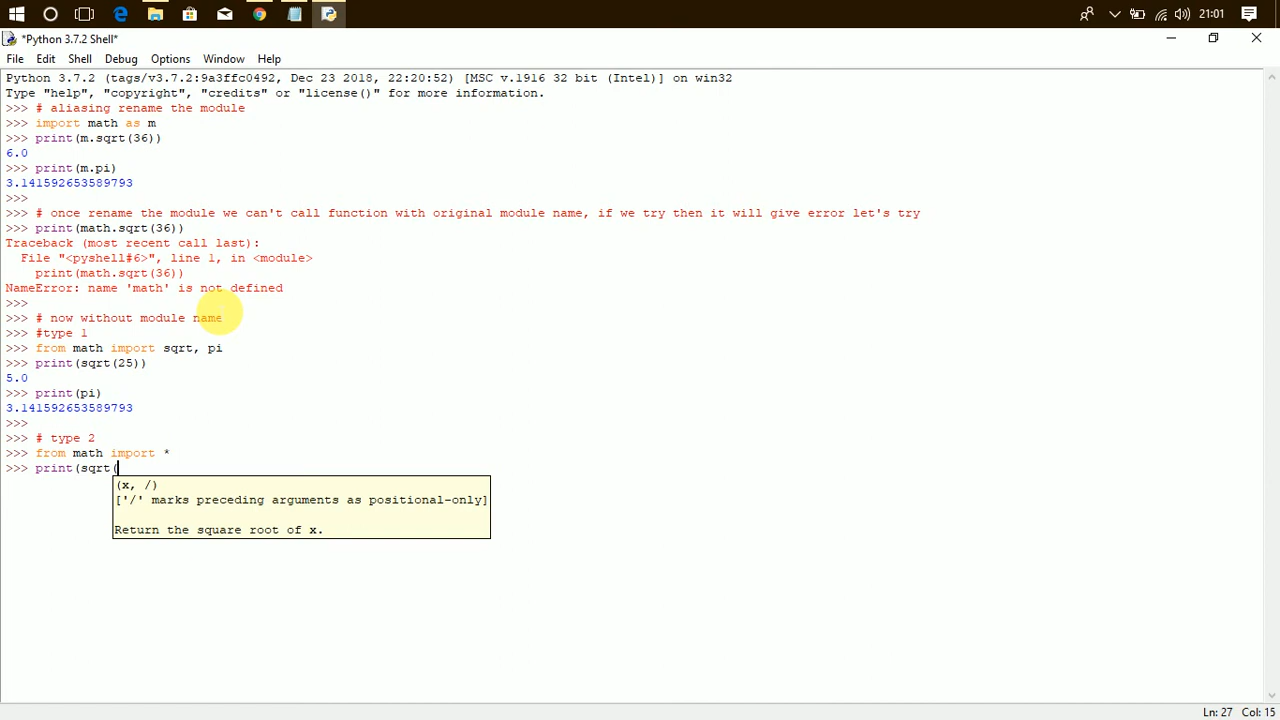 21:01
*Python 3.7.2 Shell*
File Edit Shell Debug Options Window Help
Python 3.7.2 (tags/v3.7.2:9a3ffc0492, Dec 23 2018, 22:20:52) [MSC v.1916 32 bit (Intel)] on win32
Type "help", "copyright", "credits" or "license()" for more information.
>>> # aliasing rename the module
>>> import math as m
>>> print(m.sqrt(36))
6.0
>>> print(m.pi)
3.141592653589793
>>>
>>> # once rename the module we can't call function with original module name, if we try then it will give error let's try
>>> print(math.sqrt(36))
Traceback (most recent call last):
  File "<pyshell#6>", line 1, in <module>
    print(math.sqrt(36))
NameError: name 'math' is not defined
>>>
>>> # now without module name
>>> #type 1
>>> from math import sqrt, pi
>>> print(sqrt(25))
5.0
>>> print(pi)
3.141592653589793
>>>
>>> # type 2
>>> from math import *
>>> print(sqrt(
(x, /)
['/' marks preceding arguments as positional-only]
Return the square root of x.
Ln: 27 Col: 15